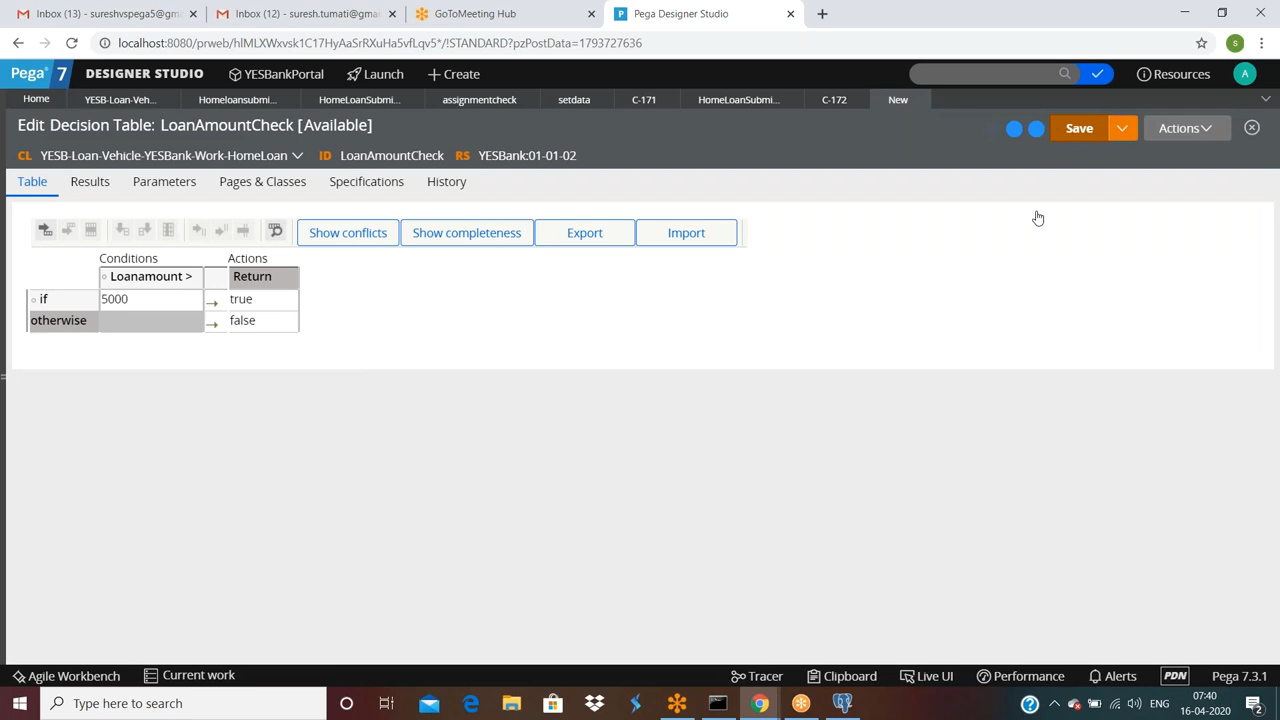 Inbox (13) - sureshvspega5@gm
Inbox (12) - suresh.tumati@gma
GoToMeeting Hub
Pega Designer Studio
localhost:8080/prweb/hlMLXWxvsk1C17HyAaSrRXuHa5vfLqv5*/!STANDARD?pzPostData=1793727636
S
Pega 7 DESIGNER STUDIO YESBankPortal Launch Create Resources A
Home YESB-Loan-Veh... Homeloansubmi... HomeLoanSubmi... assignmentcheck setdata C-171 HomeLoanSubmi... C-172 New
Edit Decision Table: LoanAmountCheck [Available]
Save Actions
CL YESB-Loan-Vehicle-YESBank-Work-HomeLoan ID LoanAmountCheck RS YESBank:01-01-02
Table Results Parameters Pages & Classes Specifications History
Show conflicts Show completeness Export Import
Conditions Actions
Loanamount > Return
if 5000 true
otherwise false
Agile Workbench Current work Tracer Clipboard Live UI Performance Alerts PDN Pega 7.3.1
Type here to search
ENG
07:40
16-04-2020
2